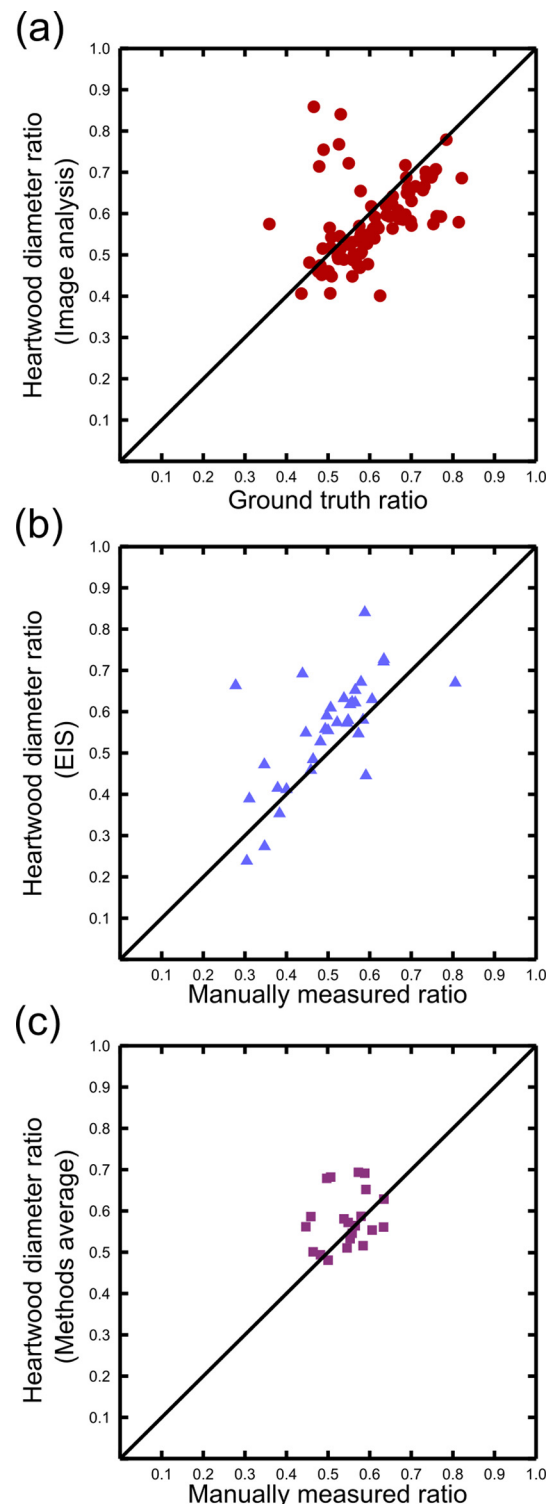 (a)
1.0
0.9
0.8
0.7
0.6
0.5
0.4
0.3
0.2
0.1
Heartwood diameter ratio
(Image analysis)
0.1 0.2 0.3 0.4 0.5 0.6 0.7 0.8 0.9 1.0
Ground truth ratio
(b)
1.0
0.9
0.8
0.7
0.6
0.5
0.4
0.3
0.2
0.1
Heartwood diameter ratio
(EIS)
0.1 0.2 0.3 0.4 0.5 0.6 0.7 0.8 0.9 1.0
Manually measured ratio
(c)
1.0
0.9
0.8
0.7
0.6
0.5
0.4
0.3
0.2
0.1
Heartwood diameter ratio
(Methods average)
0.1 0.2 0.3 0.4 0.5 0.6 0.7 0.8 0.9 1.0
Manually measured ratio